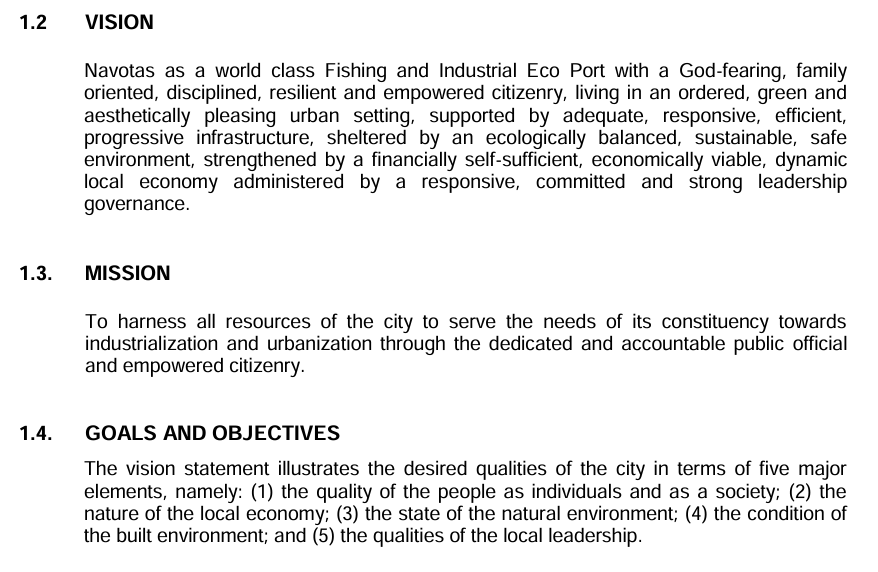 1.2 VISION
Navotas as a world class Fishing and Industrial Eco Port with a God-fearing, family
oriented, disciplined, resilient and empowered citizenry, living in an ordered, green and
aesthetically pleasing urban setting, supported by adequate, responsive, efficient,
progressive infrastructure, sheltered by an ecologically balanced, sustainable, safe
environment, strengthened by a financially self-sufficient, economically viable, dynamic
local economy administered by a responsive, committed and strong leadership
governance.
1.3. MISSION
To harness all resources of the city to serve the needs of its constituency towards
industrialization and urbanization through the dedicated and accountable public official
and empowered citizenry.
1.4. GOALS AND OBJECTIVES
The vision statement illustrates the desired qualities of the city in terms of five major
elements, namely: (1) the quality of the people as individuals and as a society; (2) the
nature of the local economy; (3) the state of the natural environment; (4) the condition of
the built environment; and (5) the qualities of the local leadership.